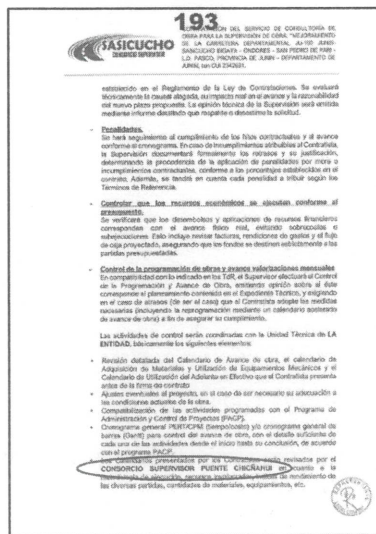 193
CONTRATACIÓN DEL SERVICIO DE CONSULTORÍA DE
OBRA PARA LA SUPERVISIÓN DE OBRA: "MEJORAMIENTO
DE LA CARRETERA DEPARTAMENTAL
SASICUCHO
CONSORCIO SUPERVISOR
L.D. PASCO, PROVINCIA DE JUNIN - DEPARTAMENTO DE
JUNIN, con CUI
establecido en el Reglamento de la Ley de Contrataciones. Se evaluará
técnicamente la causal alegada, su impacto real en el avance y la razonabilidad
del nuevo plazo propuesto. La opinión técnica de la Supervisión será emitida
mediante informe detallado que respalde o desestime la solicitud.
- Penalidades.
Se hará seguimiento al cumplimiento de los hitos contractuales y al avance
conforme al cronograma. En caso de incumplimientos atribuibles al Contratista,
la Supervisión documentará formalmente los retrasos y su justificación,
determinando la procedencia de la aplicación de penalidades por mora o
incumplimientos contractuales, conforme a los porcentajes establecidos en el
contrato. Además, se tendrá en cuenta cada penalidad a tribuir según los
Términos de Referencia.
- Controlar que los recursos económicos se ejecutan conforme al
presupuesto.
Se verificará que los desembolsos y aplicaciones de recursos financieros
correspondan con el avance físico real, evitando sobrecostos o
subejecuciones. Esto incluye revisar facturas, rendiciones de gastos y el flujo
de caja proyectado, asegurando que los fondos se destinen estrictamente a las
partidas presupuestadas.
- Control de la programación de obras y avance valorizaciones mensuales
En compatibilidad con lo indicado en los TdR, el Supervisor efectuará el Control
de la Programación y Avance de Obra, emitiendo opinión sobre si éste
corresponde al planteamiento contenido en el Expediente Técnico, y exigiendo
en el caso de atrasos (de ser el caso) que el Contratista adopte las medidas
necesarias (incluyendo la reprogramación mediante un calendario acelerado
de avance de obra) a fin de asegurar su cumplimiento.
Las actividades de control serán coordinadas con la Unidad Técnica de LA
ENTIDAD, básicamente los siguientes elementos:
• Revisión detallada del Calendario de Avance de obra, el calendario de
Adquisición de Materiales y Utilización de Equipamientos Mecánicos y el
Calendario de Utilización del Adelanto en Efectivo que el Contratista presenta
antes de la firma de contrato.
• Ajustes eventuales al proyecto, en el caso de ser necesario su adecuación a
las condiciones actuales de la obra.
• Compatibilización de las actividades programadas con el Programa de
Administración y Control de Proyectos (PACP).
• Cronograma general PERT/CPM (tiempo/costo) y/o cronograma general de
barras (Gantt) para control del avance de obra, con el detalle suficiente de
cada una de las actividades desde el inicio hasta su conclusión, de acuerdo
con el programa PACP.
• Los calendarios presentados por los Contratistas serán revisados por el
CONSORCIO SUPERVISOR PUENTE CHICÑAHUI en cuanto a la
metodología de ejecución, recursos involucrados, índices de rendimiento de
las diversas partidas, cantidades de materiales, equipamientos, etc.